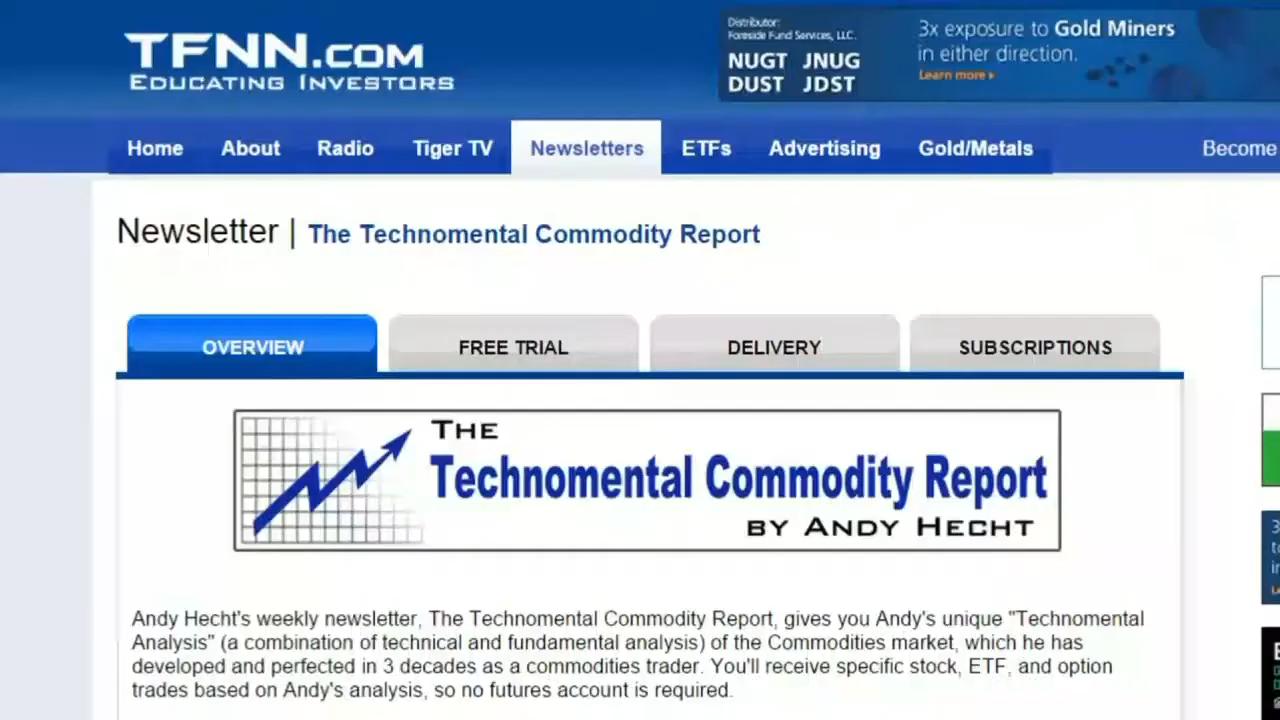 TFNN.COM
EDUCATING INVESTORS
Distributor:
Foreside Fund Services, LLC.
NUGT JNUG
DUST JDST
3x exposure to Gold Miners
in either direction.
Learn more
Home About Radio Tiger TV Newsletters ETFs Advertising Gold/Metals Become
Newsletter | The Technomental Commodity Report
OVERVIEW FREE TRIAL DELIVERY SUBSCRIPTIONS
THE
Technomental Commodity Report
BY ANDY HECHT
Andy Hecht's weekly newsletter, The Technomental Commodity Report, gives you Andy's unique "Technomental
Analysis" (a combination of technical and fundamental analysis) of the Commodities market, which he has
developed and perfected in 3 decades as a commodities trader. You'll receive specific stock, ETF, and option
trades based on Andy's analysis, so no futures account is required.